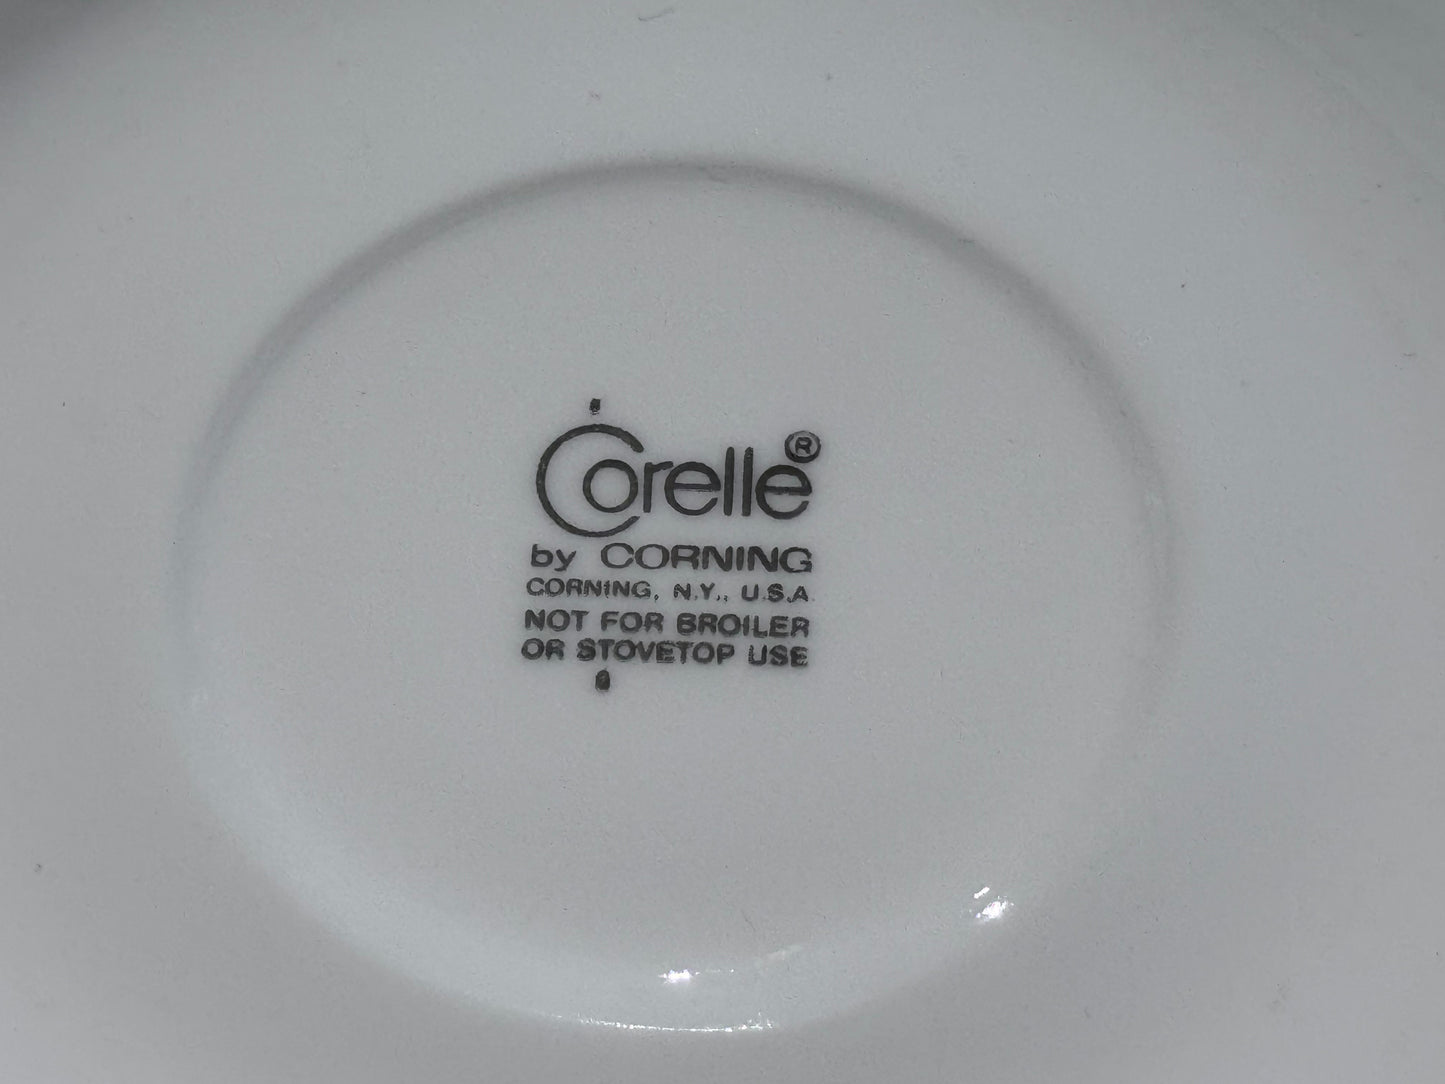 Corelle®
by CORNING
CORNING, N.Y., U.S.A.
NOT FOR BROILER
OR STOVETOP USE